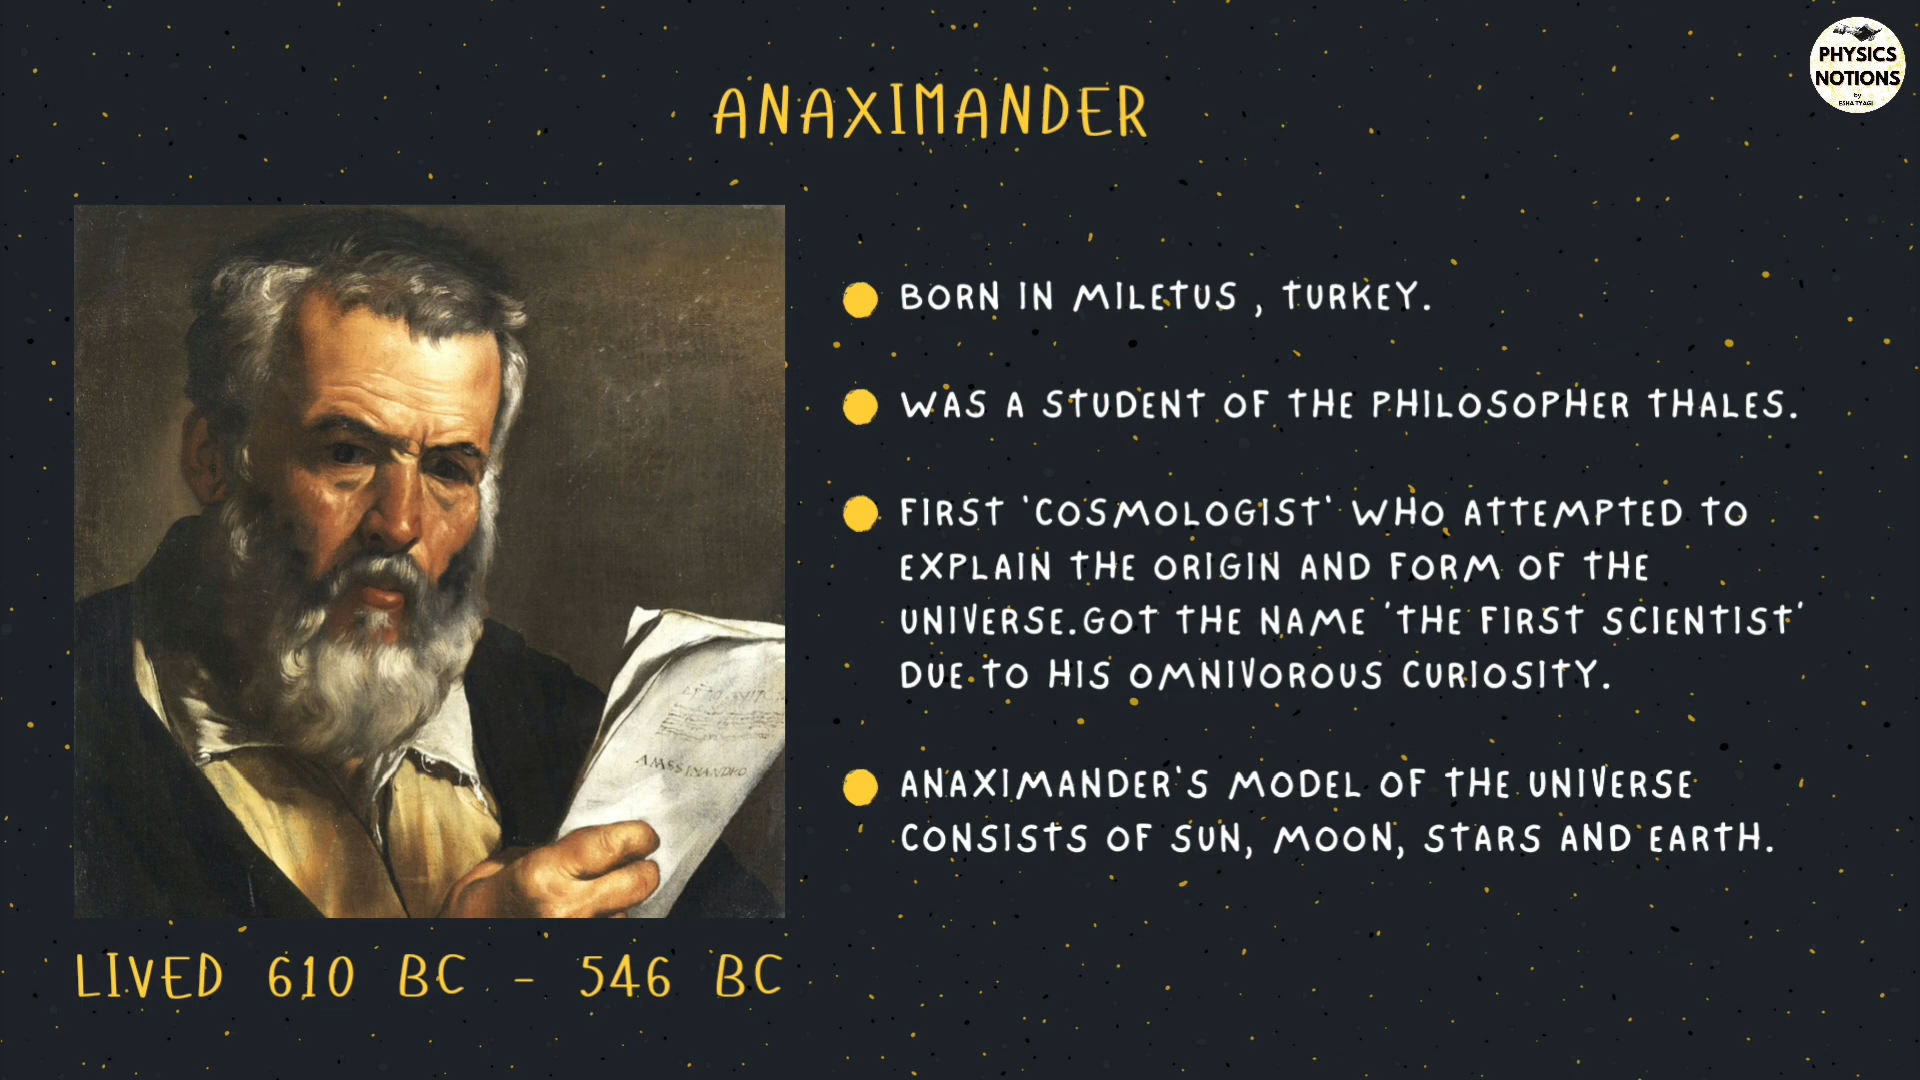 PHYSICS
NOTIONS
by
ESHA TYAGI
ANAXIMANDER
BORN IN MILETUS , TURKEY.
WAS A STUDENT OF THE PHILOSOPHER THALES.
FIRST 'COSMOLOGIST' WHO ATTEMPTED TO
EXPLAIN THE ORIGIN AND FORM OF THE
UNIVERSE.GOT THE NAME 'THE FIRST SCIENTIST'
DUE TO HIS OMNIVOROUS CURIOSITY.
ANAXIMANDER'S MODEL OF THE UNIVERSE
CONSISTS OF SUN, MOON, STARS AND EARTH.
LIVED 610 BC - 546 BC